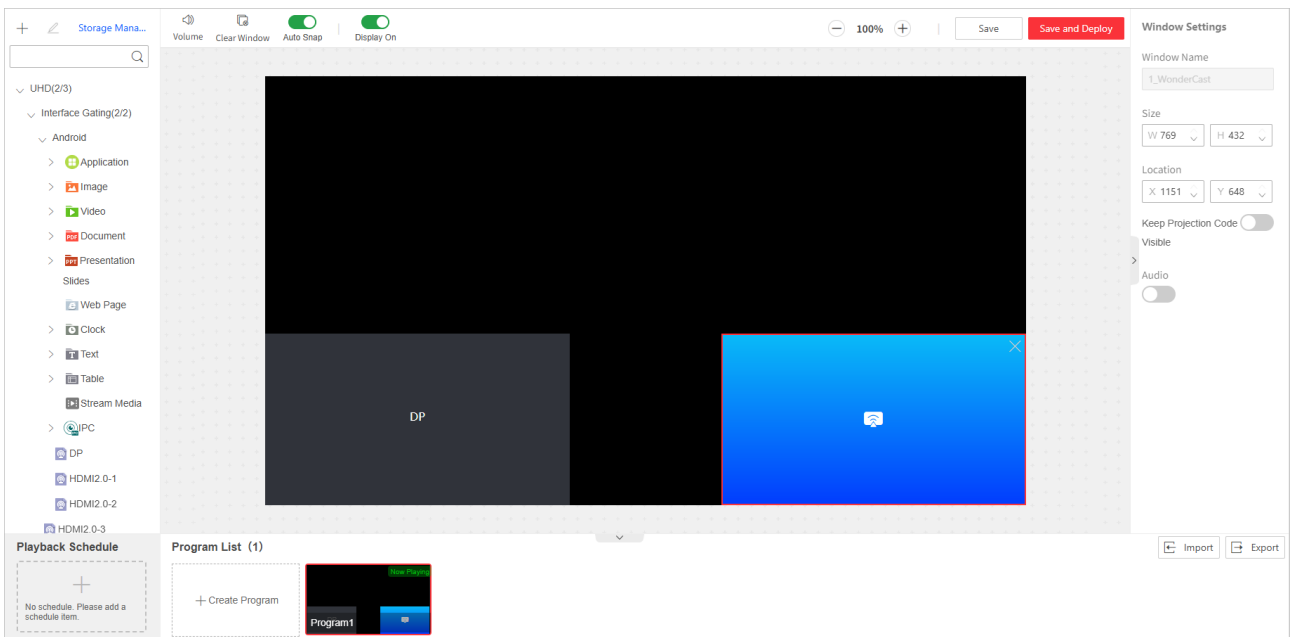 Storage Mana...
Volume
Clear Window
Auto Snap
Display On
100%
Save
Save and Deploy
UHD(2/3)
Interface Gating(2/2)
Android
Application
Image
Video
PDF Document
PPT Presentation
Slides
Web Page
Clock
T Text
Table
Stream Media
IPC
DP
HDMI2.0-1
HDMI2.0-2
HDMI2.0-3
DP
Window Settings
Window Name
1_WonderCast
Size
W 769
H 432
Location
X 1151
Y 648
Keep Projection Code
Visible
Audio
Playback Schedule
No schedule. Please add a
schedule item.
Program List (1)
Import
Export
Create Program
Now Playing
Program1